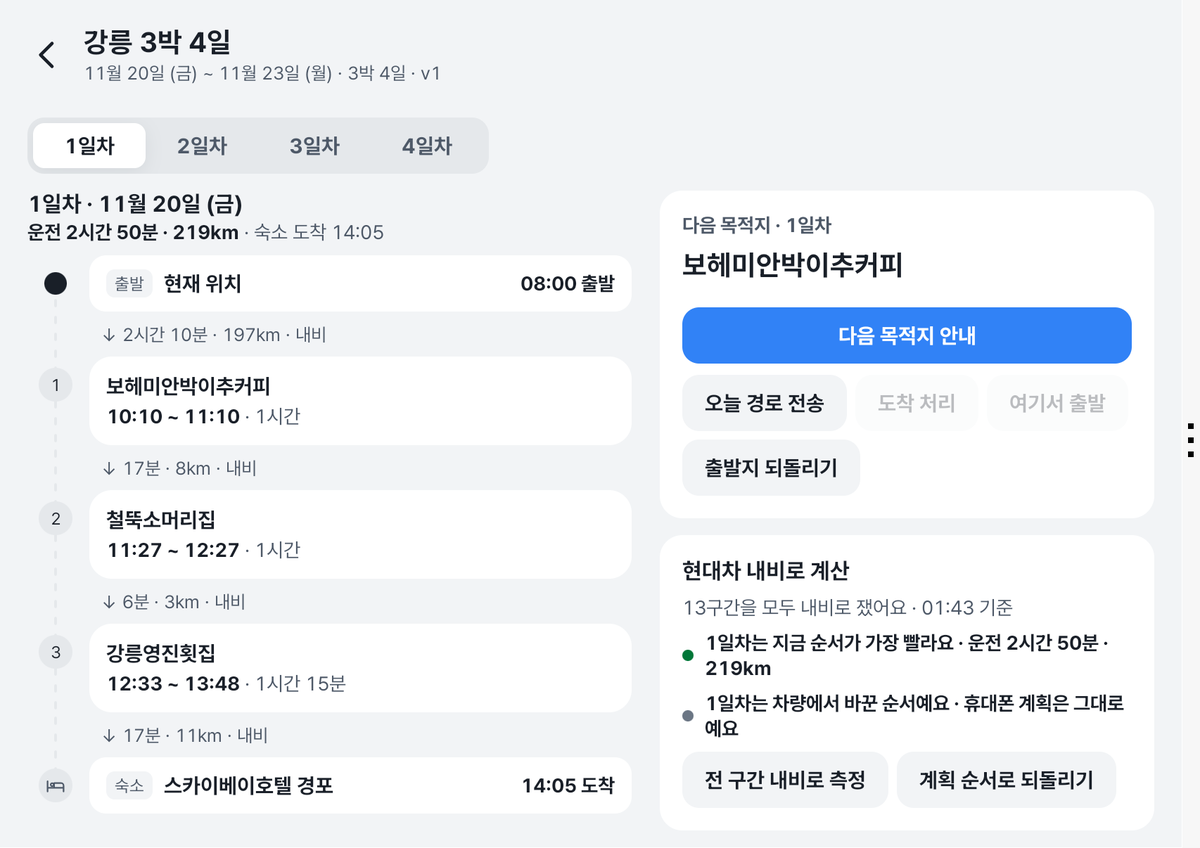 강릉 3박 4일
11월 20일 (금) ~ 11월 23일 (월) · 3박 4일 · v1
1일차 2일차 3일차 4일차
1일차 · 11월 20일 (금)
운전 2시간 50분 · 219km · 숙소 도착 14:05
출발 현재 위치 08:00 출발
↓ 2시간 10분 · 197km · 내비
1 보헤미안박이추커피
10:10 ~ 11:10 · 1시간
↓ 17분 · 8km · 내비
2 철뚝소머리집
11:27 ~ 12:27 · 1시간
↓ 6분 · 3km · 내비
3 강릉영진횟집
12:33 ~ 13:48 · 1시간 15분
↓ 17분 · 11km · 내비
숙소 스카이베이호텔 경포 14:05 도착
다음 목적지 · 1일차
보헤미안박이추커피
다음 목적지 안내
오늘 경로 전송 도착 처리 여기서 출발
출발지 되돌리기
현대차 내비로 계산
13구간을 모두 내비로 쟀어요 · 01:43 기준
1일차는 지금 순서가 가장 빨라요 · 운전 2시간 50분 ·
219km
1일차는 차량에서 바꾼 순서예요 · 휴대폰 계획은 그대로
예요
전 구간 내비로 측정 계획 순서로 되돌리기